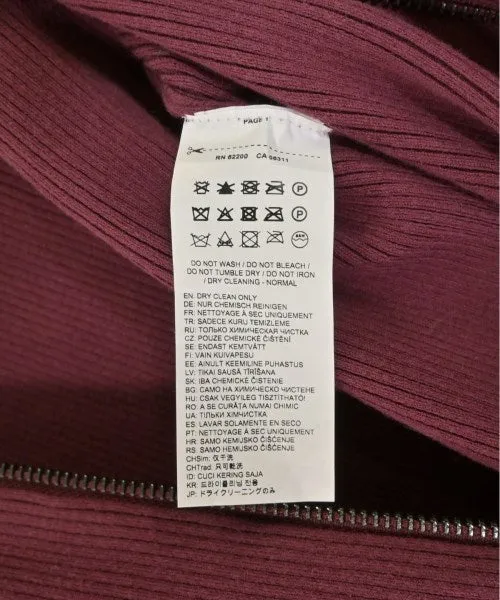 PAGE 1
RN 62200 CA 56311
P
P
DO NOT WASH / DO NOT BLEACH /
DO NOT TUMBLE DRY / DO NOT IRON
/ DRY CLEANING - NORMAL
EN: DRY CLEAN ONLY
DE: NUR CHEMISCH REINIGEN
FR: NETTOYAGE À SEC UNIQUEMENT
TR: SADECE KURU TEMIZLEME
RU: ТОЛЬКО ХИМИЧЕСКАЯ ЧИСТКА
CZ: POUZE CHEMICKÉ ČIŠTĚNÍ
SE: ENDAST KEMTVÄTT
FI: VAIN KUIVAPESU
EE: AINULT KEEMILINE PUHASTUS
LV: TIKAI SAUSĀ TĪRĪŠANA
SK: IBA CHEMICKÉ ČISTENIE
BG: САМО НА ХИМИЧЕСКО ЧИСТЕНЕ
HU: CSAK VEGYILEG TISZTÍTHATÓ!
RO: A SE CURĂȚA NUMAI CHIMIC
UA: ТІЛЬКИ ХІМЧИСТКА
ES: LAVAR SOLAMENTE EN SECO
PT: NETTOYAGE À SEC UNIQUEMENT
HR: SAMO KEMIJSKO ČIŠĆENJE
RS: SAMO HEMIJSKO ČIŠĆENJE
CHSim: 仅干洗
CHTrad: 只可乾洗
ID: CUCI KERING SAJA
KR: 드라이클리닝 전용
JP: ドライクリーニングのみ